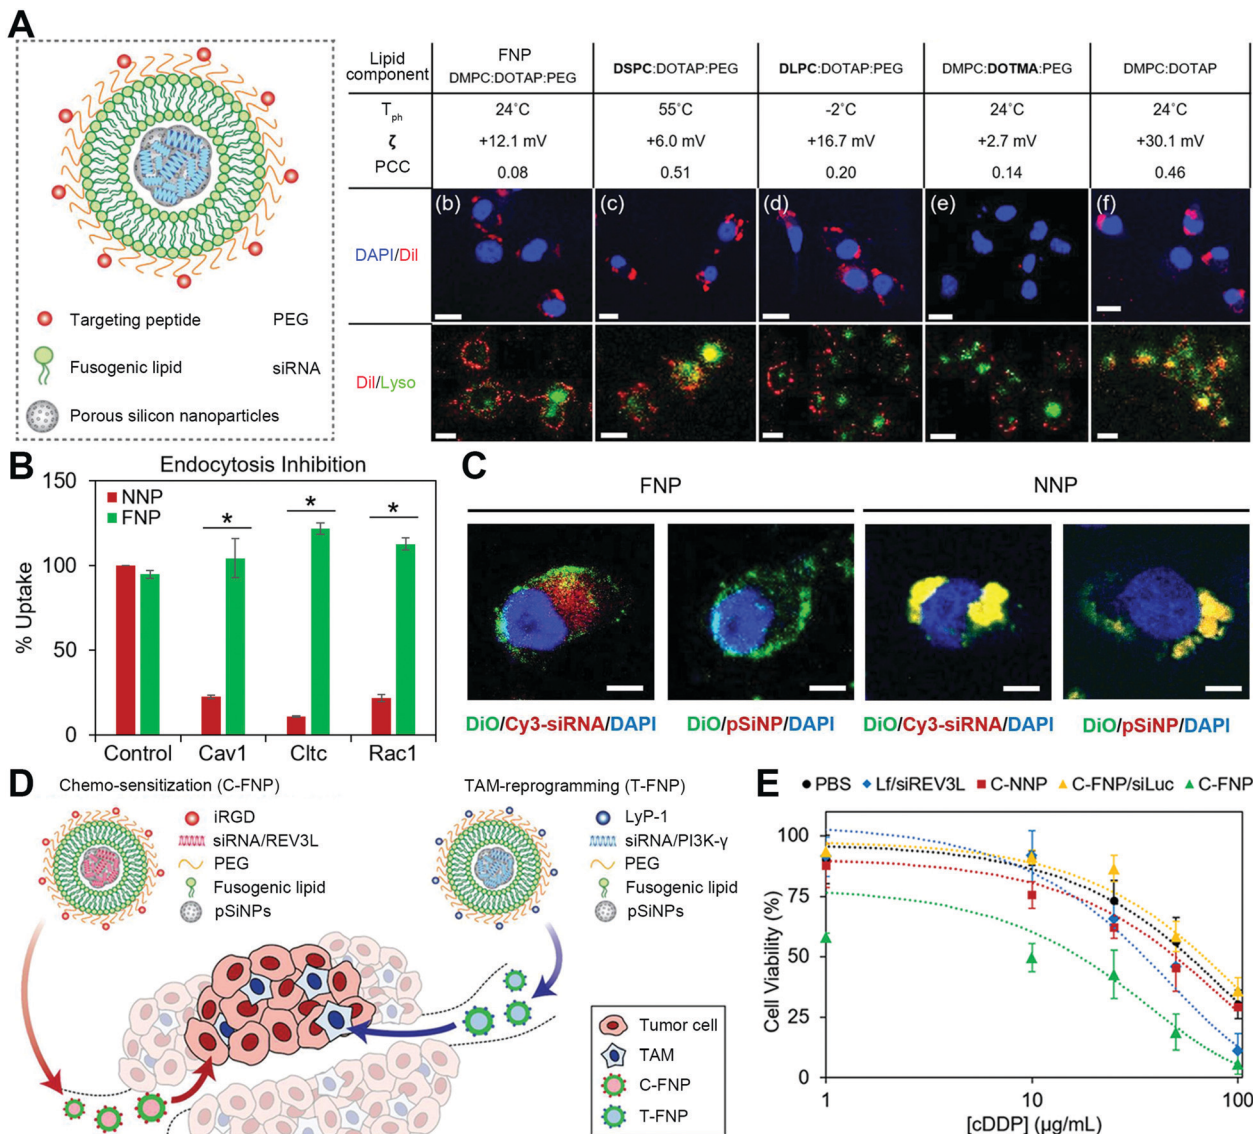 A
Targeting peptide
PEG
Fusogenic lipid
siRNA
Porous silicon nanoparticles
Lipid component
FNP DMPC:DOTAP:PEG
DSPC:DOTAP:PEG
DLPC:DOTAP:PEG
DMPC:DOTMA:PEG
DMPC:DOTAP
Tph 24°C 55°C -2°C 24°C 24°C
ζ +12.1 mV +6.0 mV +16.7 mV +2.7 mV +30.1 mV
PCC 0.08 0.51 0.20 0.14 0.46
(b) (c) (d) (e) (f)
DAPI/DiI
DiI/Lyso
B
Endocytosis Inhibition
NNP
FNP
% Uptake
150
100
50
0
* * *
Control Cav1 Cltc Rac1
C
FNP NNP
DiO/Cy3-siRNA/DAPI DiO/pSiNP/DAPI DiO/Cy3-siRNA/DAPI DiO/pSiNP/DAPI
D
Chemo-sensitization (C-FNP)
iRGD
siRNA/REV3L
PEG
Fusogenic lipid
pSiNPs
TAM-reprogramming (T-FNP)
LyP-1
siRNA/PI3K-γ
PEG
Fusogenic lipid
pSiNPs
Tumor cell
TAM
C-FNP
T-FNP
E
PBS Lf/siREV3L C-NNP C-FNP/siLuc C-FNP
Cell Viability (%)
100
75
50
25
0
1 10 100
[cDDP] (µg/mL)